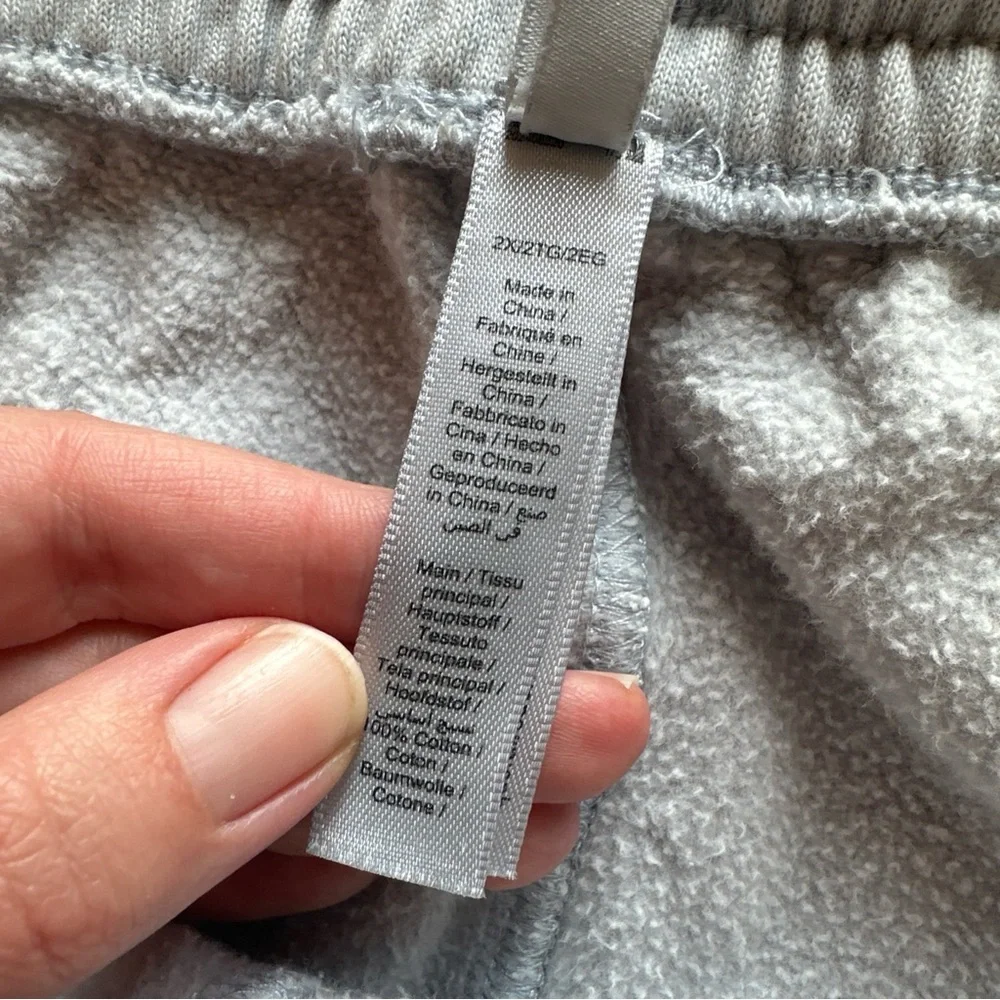 2X/2TG/2EG
Made in
China /
Fabriqué en
Chine /
Hergestellt in
China /
Fabbricato in
Cina / Hecho
en China /
Geproduceerd
in China / صنع
في الصين
Main / Tissu
principal /
Hauptstoff /
Tessuto
principale /
Tela principal /
Hoofdstof /
نسيج أساسي
100% Cotton /
Coton /
Baumwolle /
Cotone /